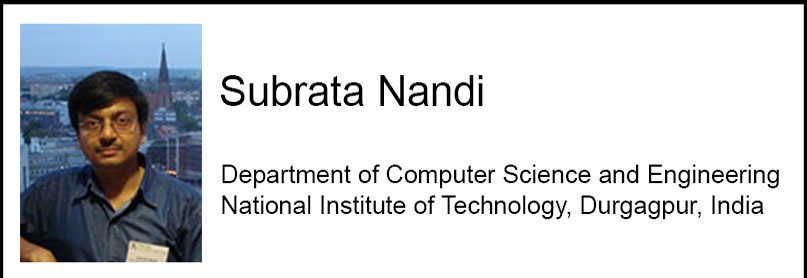 Subrata Nandi
Department of Computer Science and Engineering
National Institute of Technology, Durgagpur, India